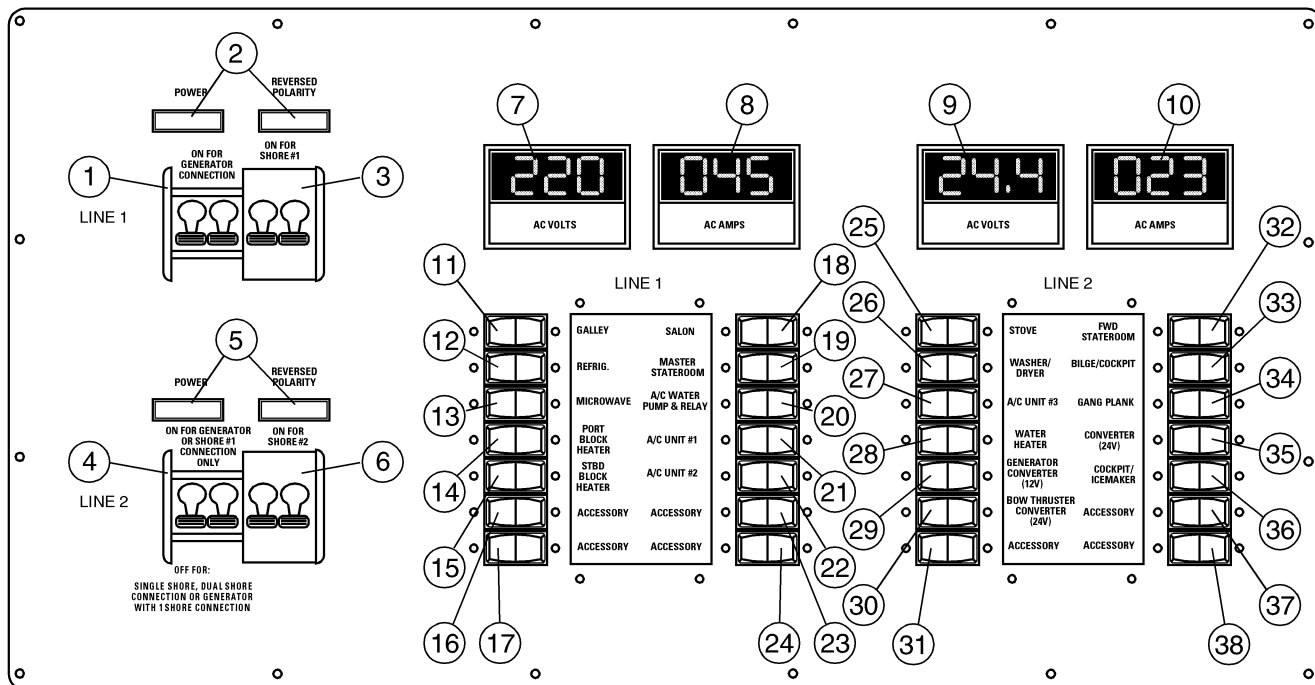 2
POWER
REVERSED
POLARITY
ON FOR
GENERATOR
CONNECTION
ON FOR
SHORE #1
1
3
LINE 1
5
POWER
REVERSED
POLARITY
ON FOR GENERATOR
OR SHORE #1
CONNECTION
ONLY
ON FOR
SHORE #2
4
6
LINE 2
OFF FOR:
SINGLE SHORE, DUAL SHORE
CONNECTION OR GENERATOR
WITH 1 SHORE CONNECTION
7
8
220
045
AC VOLTS
AC AMPS
9
10
24.4
023
AC VOLTS
AC AMPS
LINE 1
11
12
13
14
15
16
17
GALLEY
REFRIG.
MICROWAVE
PORT
BLOCK
HEATER
STBD
BLOCK
HEATER
ACCESSORY
ACCESSORY
SALON
MASTER
STATEROOM
A/C WATER
PUMP & RELAY
A/C UNIT #1
A/C UNIT #2
ACCESSORY
ACCESSORY
18
19
20
21
22
23
24
LINE 2
25
26
27
28
29
30
31
STOVE
WASHER/
DRYER
A/C UNIT #3
WATER
HEATER
GENERATOR
CONVERTER
(12V)
BOW THRUSTER
CONVERTER
(24V)
ACCESSORY
FWD
STATEROOM
BILGE/COCKPIT
GANG PLANK
CONVERTER
(24V)
COCKPIT/
ICEMAKER
ACCESSORY
ACCESSORY
32
33
34
35
36
37
38